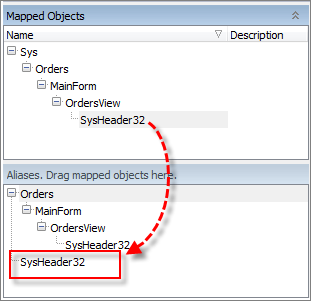 Mapped Objects
Name Description
Sys
Orders
MainForm
OrdersView
SysHeader32
Aliases. Drag mapped objects here.
Orders
MainForm
OrdersView
SysHeader32
SysHeader32